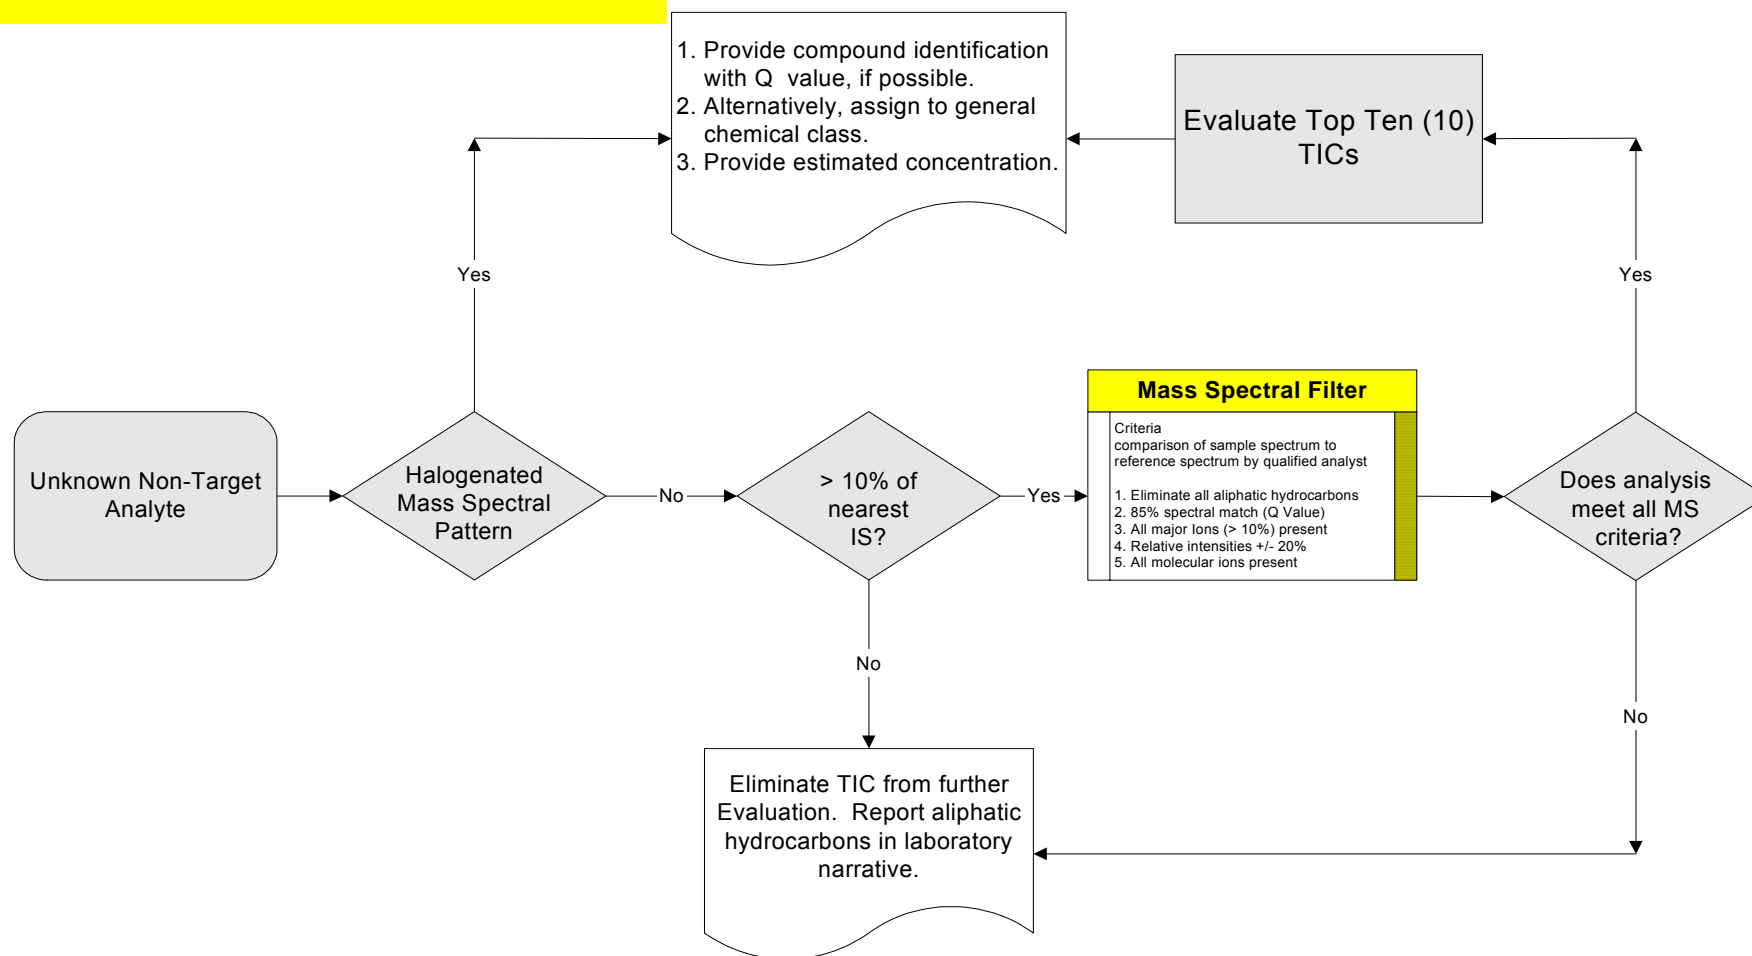 1. Provide compound identification
with Q value, if possible.
2. Alternatively, assign to general
chemical class.
3. Provide estimated concentration.
Evaluate Top Ten (10)
TICs
Yes
Yes
Unknown Non-Target
Analyte
Halogenated
Mass Spectral
Pattern
No
> 10% of
nearest
IS?
Yes
Mass Spectral Filter
Criteria
comparison of sample spectrum to
reference spectrum by qualified analyst
1. Eliminate all aliphatic hydrocarbons
2. 85% spectral match (Q Value)
3. All major Ions (> 10%) present
4. Relative intensities +/- 20%
5. All molecular ions present
Does analysis
meet all MS
criteria?
No
No
Eliminate TIC from further
Evaluation. Report aliphatic
hydrocarbons in laboratory
narrative.